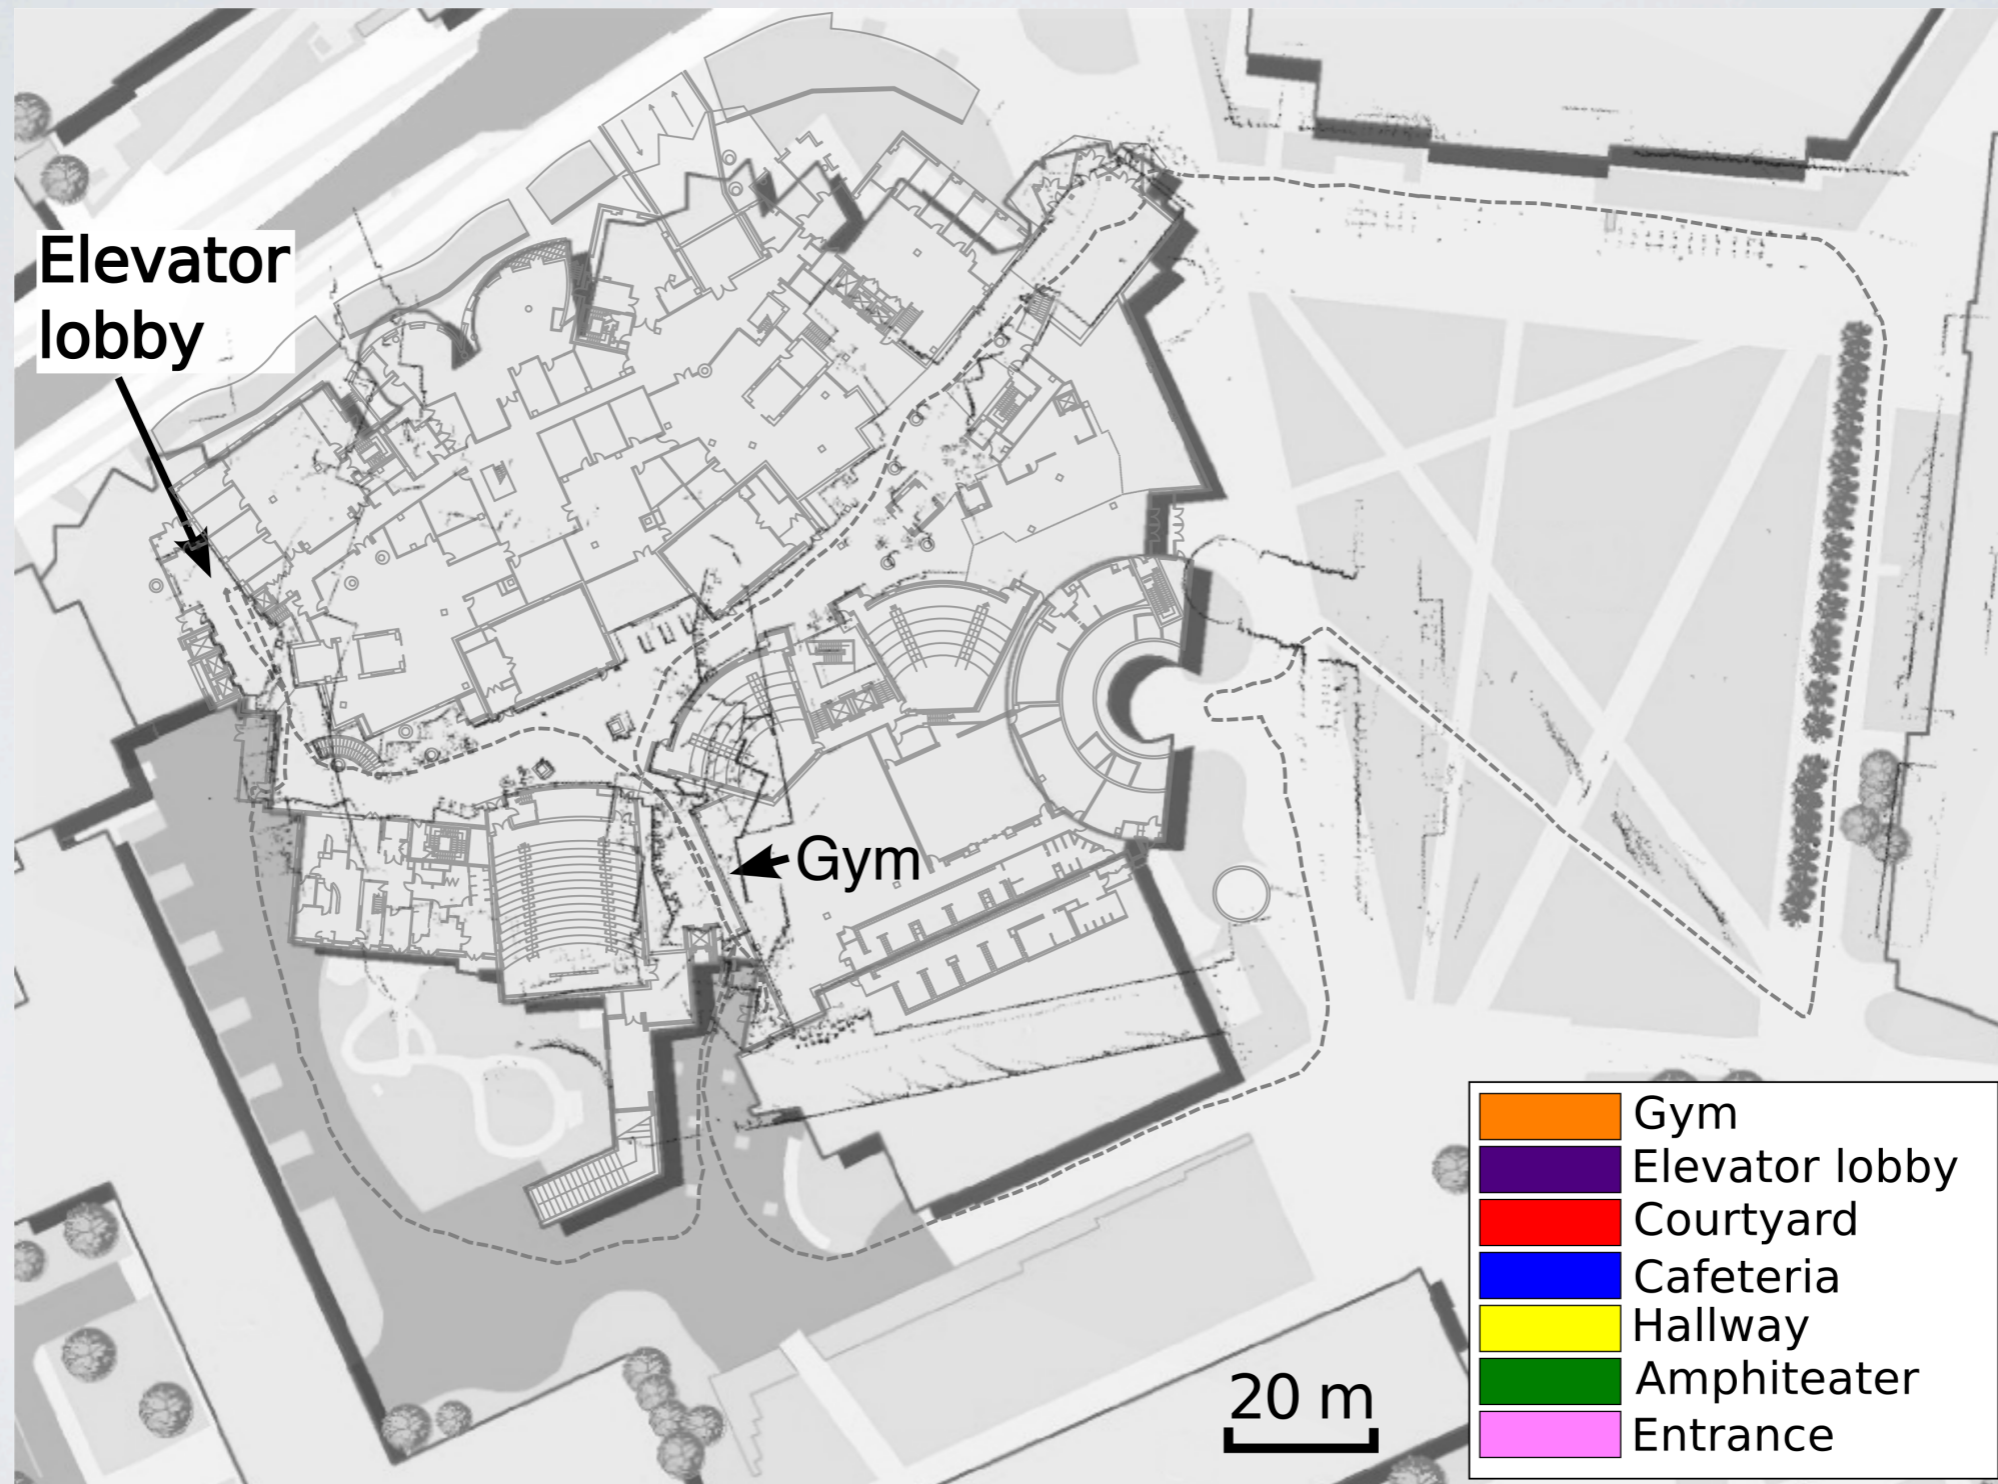 Elevator
lobby
Gym
20 m
Gym
Elevator lobby
Courtyard
Cafeteria
Hallway
Amphiteater
Entrance